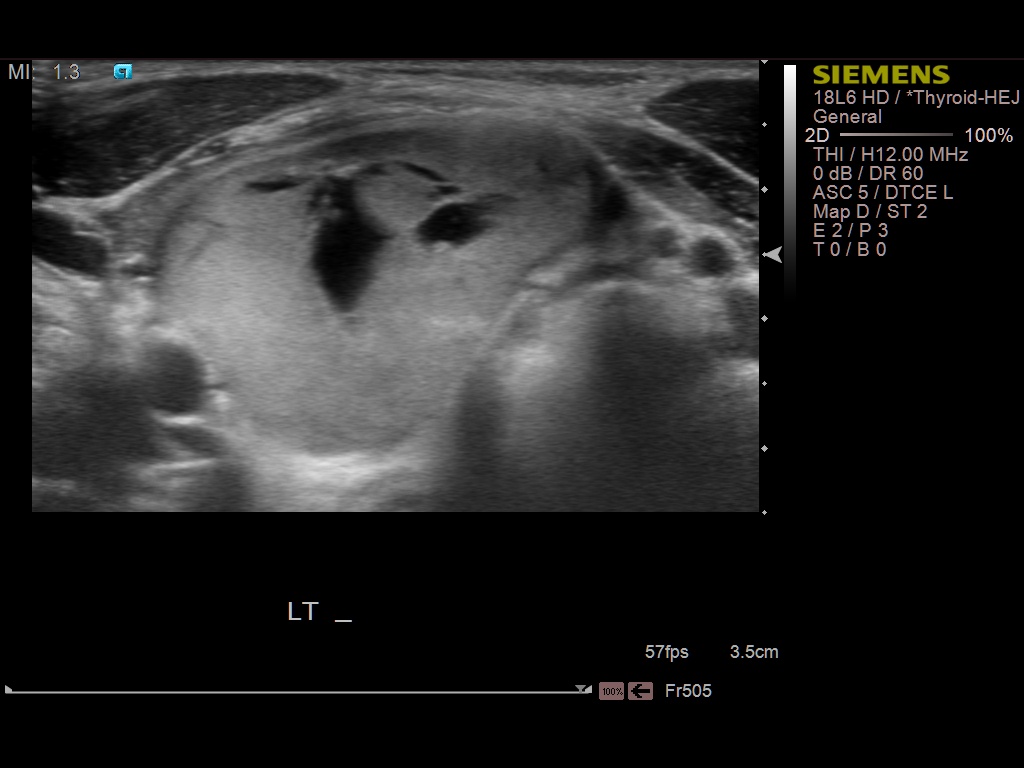 MI: 1.3
SIEMENS
18L6 HD / *Thyroid-HEJ
General
2D 100%
THI / H12.00 MHz
0 dB / DR 60
ASC 5 / DTCE L
Map D / ST 2
E 2 / P 3
T 0 / B 0
LT _
57fps 3.5cm
100% Fr505